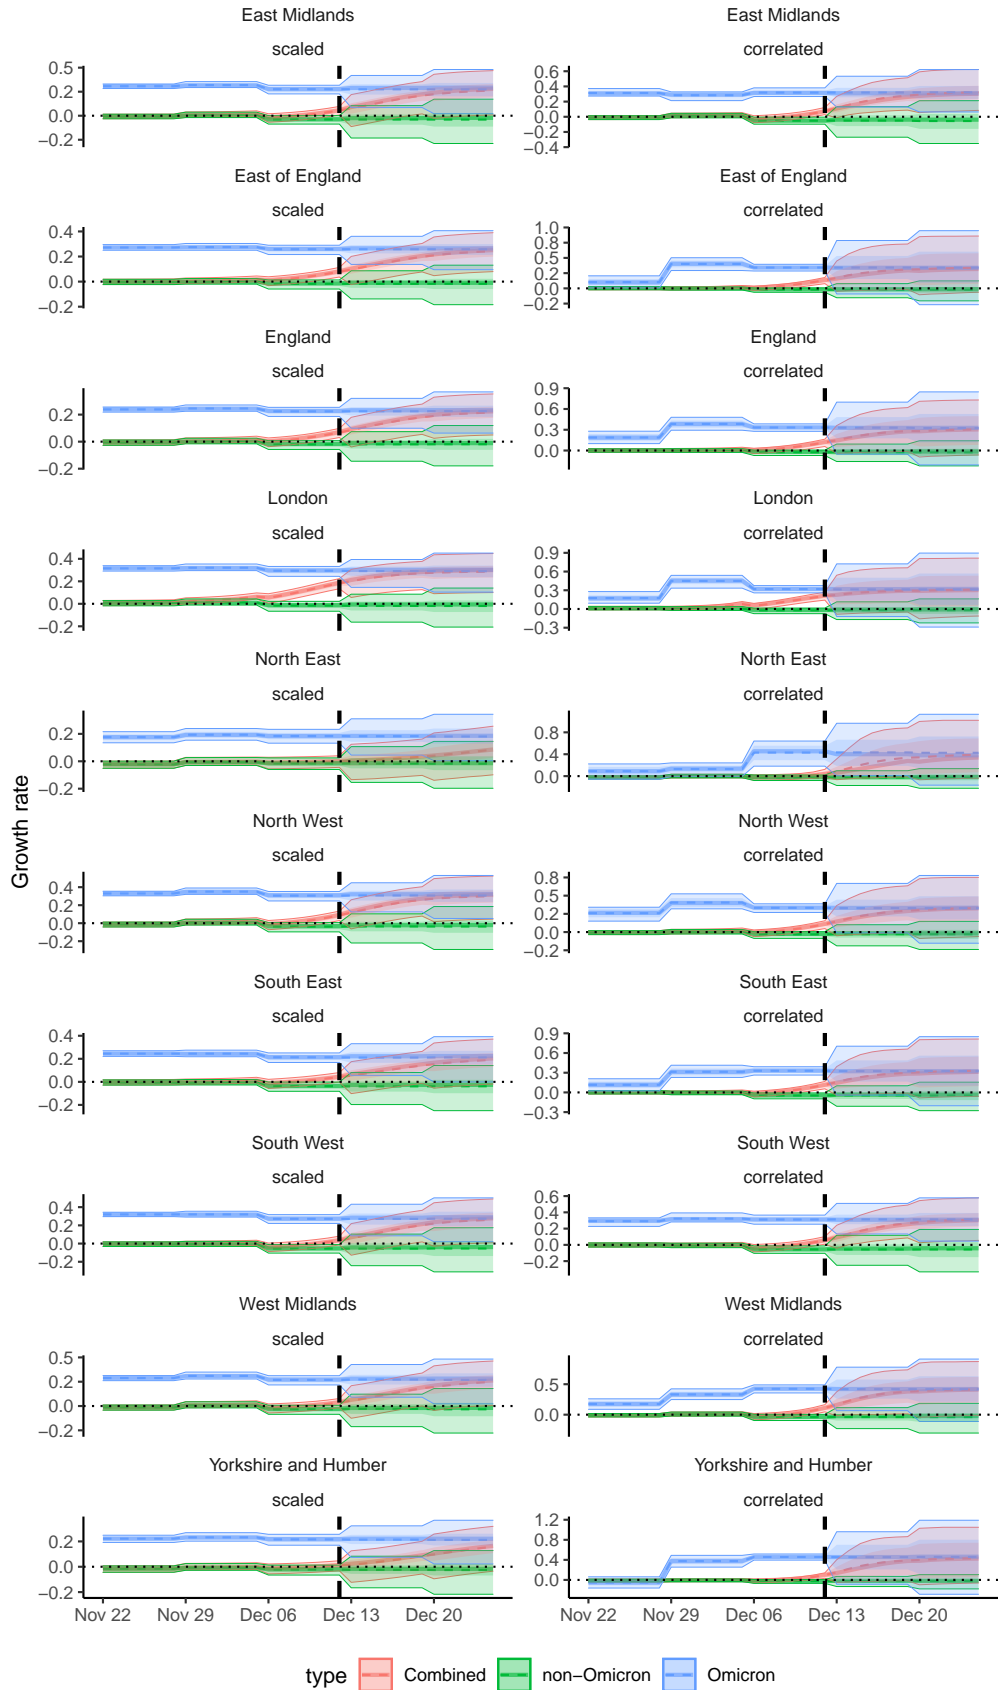 East Midlands
East Midlands
scaled
correlated
0.5
0.2
0.0
−0.2
0.6
0.4
0.2
0.0
−0.2
−0.4
East of England
East of England
scaled
correlated
0.4
0.2
0.0
−0.2
1.0
0.8
0.5
0.2
0.0
−0.2
England
England
scaled
correlated
0.2
0.0
−0.2
0.9
0.6
0.3
0.0
London
London
scaled
correlated
0.4
0.2
0.0
−0.2
0.9
0.6
0.3
0.0
−0.3
North East
North East
scaled
correlated
0.2
0.0
−0.2
0.8
0.4
0.0
Growth rate
North West
North West
scaled
correlated
0.4
0.2
0.0
−0.2
0.8
0.5
0.2
0.0
−0.2
South East
South East
scaled
correlated
0.4
0.2
0.0
−0.2
0.9
0.6
0.3
0.0
−0.3
South West
South West
scaled
correlated
0.4
0.2
0.0
−0.2
0.6
0.4
0.2
0.0
−0.2
West Midlands
West Midlands
scaled
correlated
0.5
0.2
0.0
−0.2
0.5
0.0
Yorkshire and Humber
Yorkshire and Humber
scaled
correlated
0.2
0.0
−0.2
1.2
0.8
0.4
0.0
Nov 22 Nov 29 Dec 06 Dec 13 Dec 20
Nov 22 Nov 29 Dec 06 Dec 13 Dec 20
type Combined non−Omicron Omicron